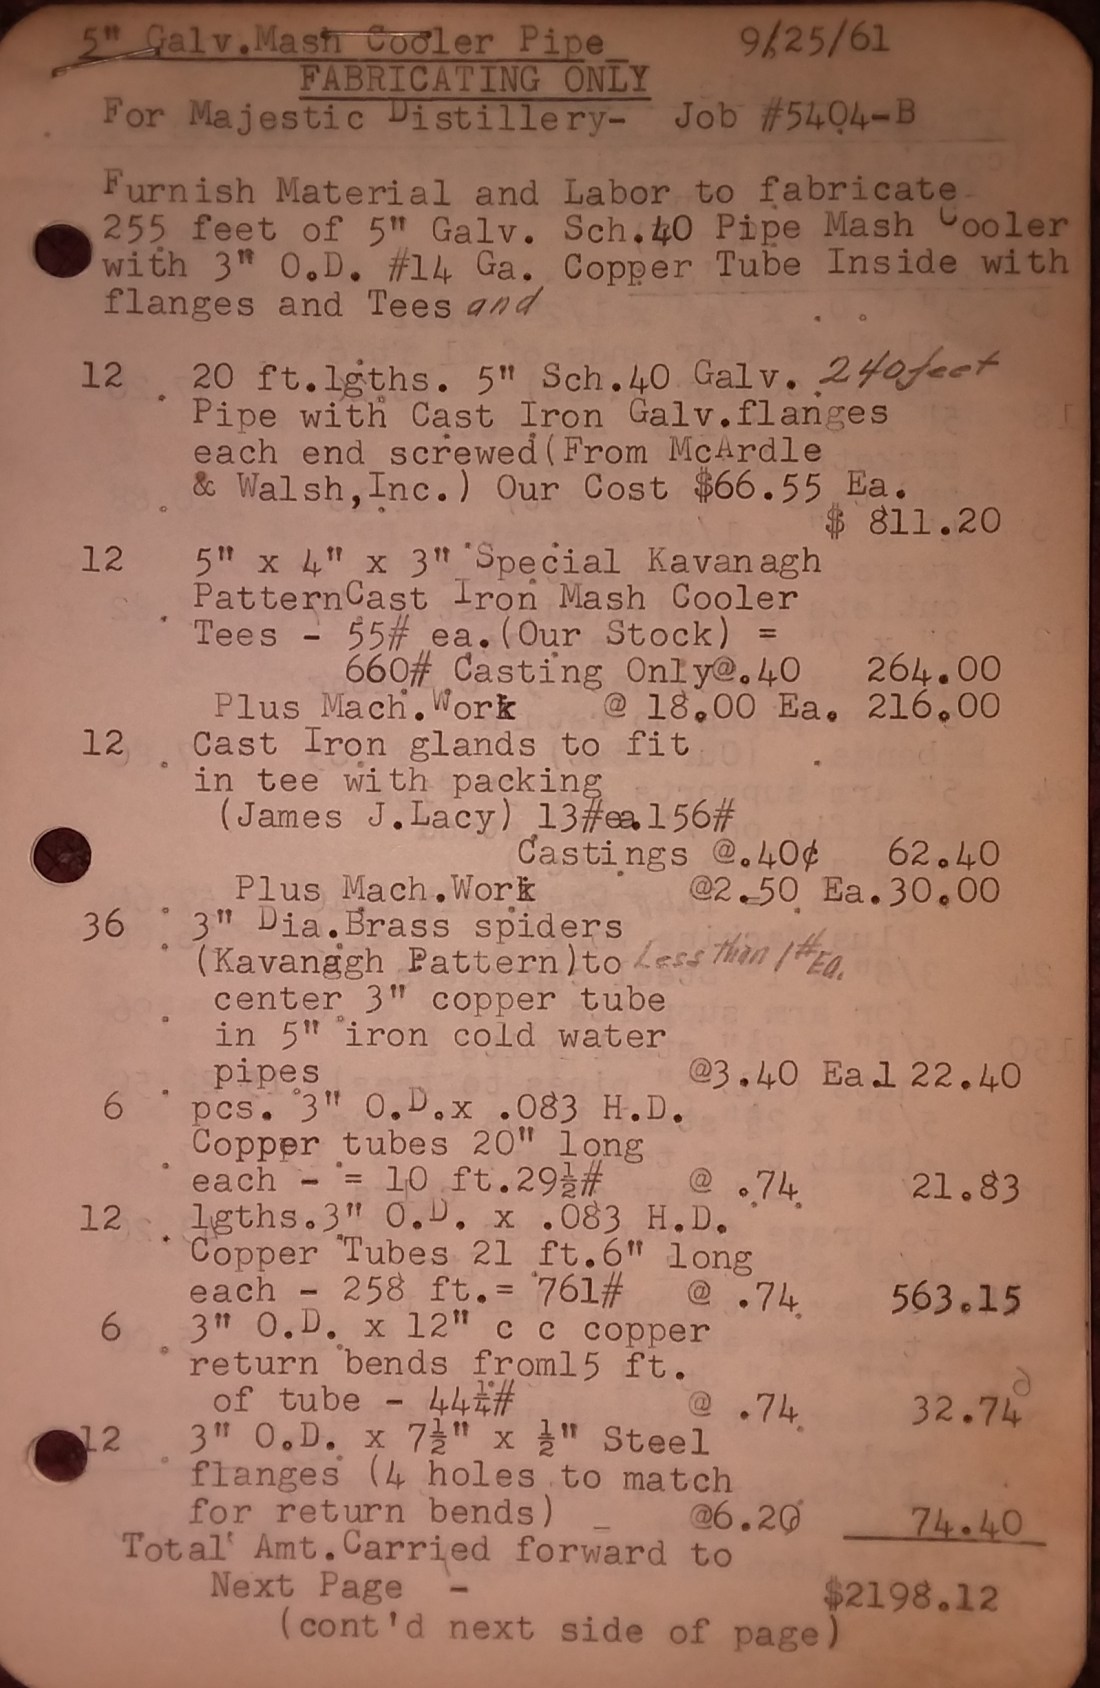 5" Galv.Mash Cooler Pipe 9/25/61
FABRICATING ONLY
For Majestic Distillery- Job #5404-B
Furnish Material and Labor to fabricate
255 feet of 5" Galv. Sch.40 Pipe Mash Cooler
with 3" O.D. #14 Ga. Copper Tube Inside with
flanges and Tees and
12 20 ft.lgths. 5" Sch.40 Galv. 240 feet
Pipe with Cast Iron Galv.flanges
each end screwed(From McArdle
& Walsh,Inc.) Our Cost $66.55 Ea.
$ 811.20
12 5" x 4" x 3" Special Kavanagh
PatternCast Iron Mash Cooler
Tees - 55# ea.(Our Stock) =
660# Casting Only@.40 264.00
Plus Mach.Work @ 18.00 Ea. 216.00
12 Cast Iron glands to fit
in tee with packing
(James J.Lacy) 13#ea.156#
Castings @.40¢ 62.40
Plus Mach.Work @2.50 Ea.30.00
36 3" Dia.Brass spiders
(Kavanagh Pattern)to Less than 1# Ea.
center 3" copper tube
in 5" iron cold water
pipes @3.40 Ea.122.40
6 pcs. 3" O.D.x .083 H.D.
Copper tubes 20" long
each - = 10 ft.29½# @ .74 21.83
12 lgths.3" O.D. x .083 H.D.
Copper Tubes 21 ft.6" long
each - 258 ft.= 761# @ .74 563.15
6 3" O.D. x 12" c c copper
return bends from15 ft.
of tube - 44¼# @ .74 32.74
12 3" O.D. x 7½" x ½" Steel
flanges (4 holes to match
for return bends) @6.20 74.40
Total Amt.Carried forward to
Next Page - $2198.12
(cont'd next side of page)